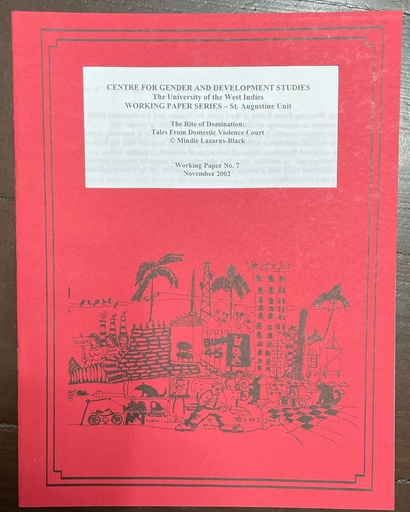 CENTRE FOR GENDER AND DEVELOPMENT STUDIES
The University of the West Indies
WORKING PAPER SERIES – St. Augustine Unit
The Rite of Domination:
Tales From Domestic Violence Court
© Mindie Lazarus-Black
Working Paper No. 7
November 2002